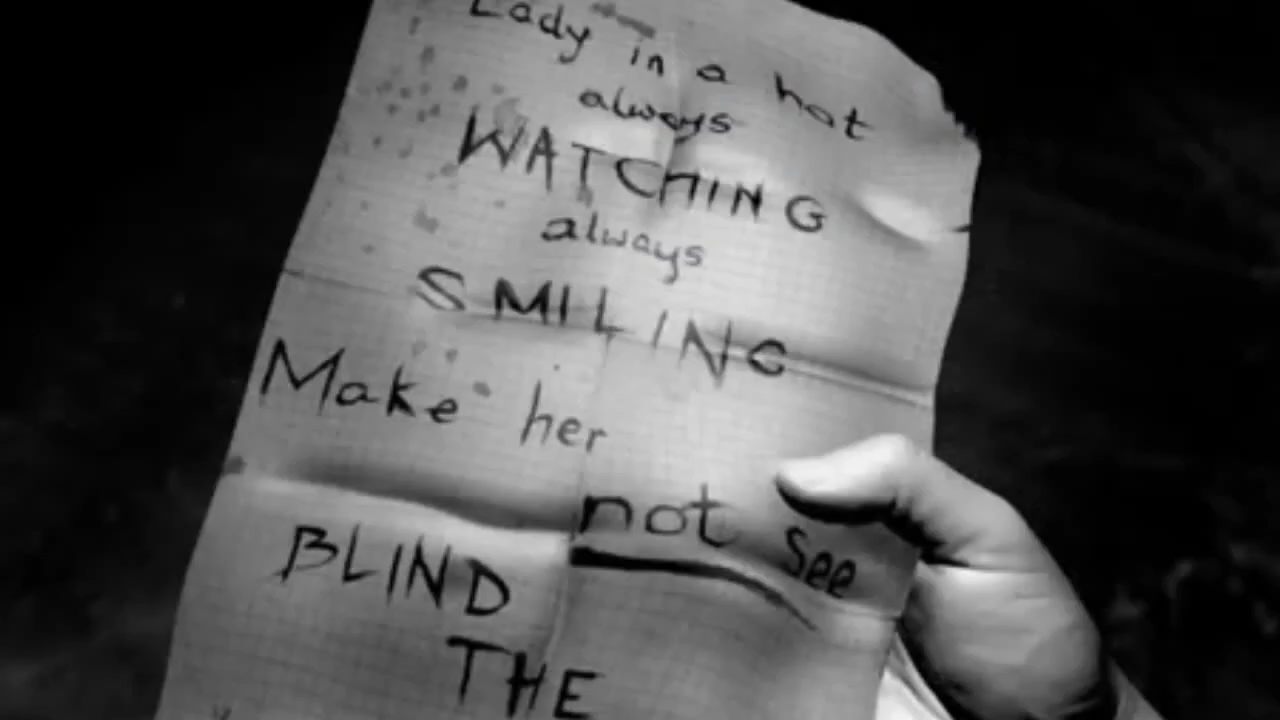 Lady in a hat
always
WATCHING
always
SMILING
Make her
not see
BLIND
THE